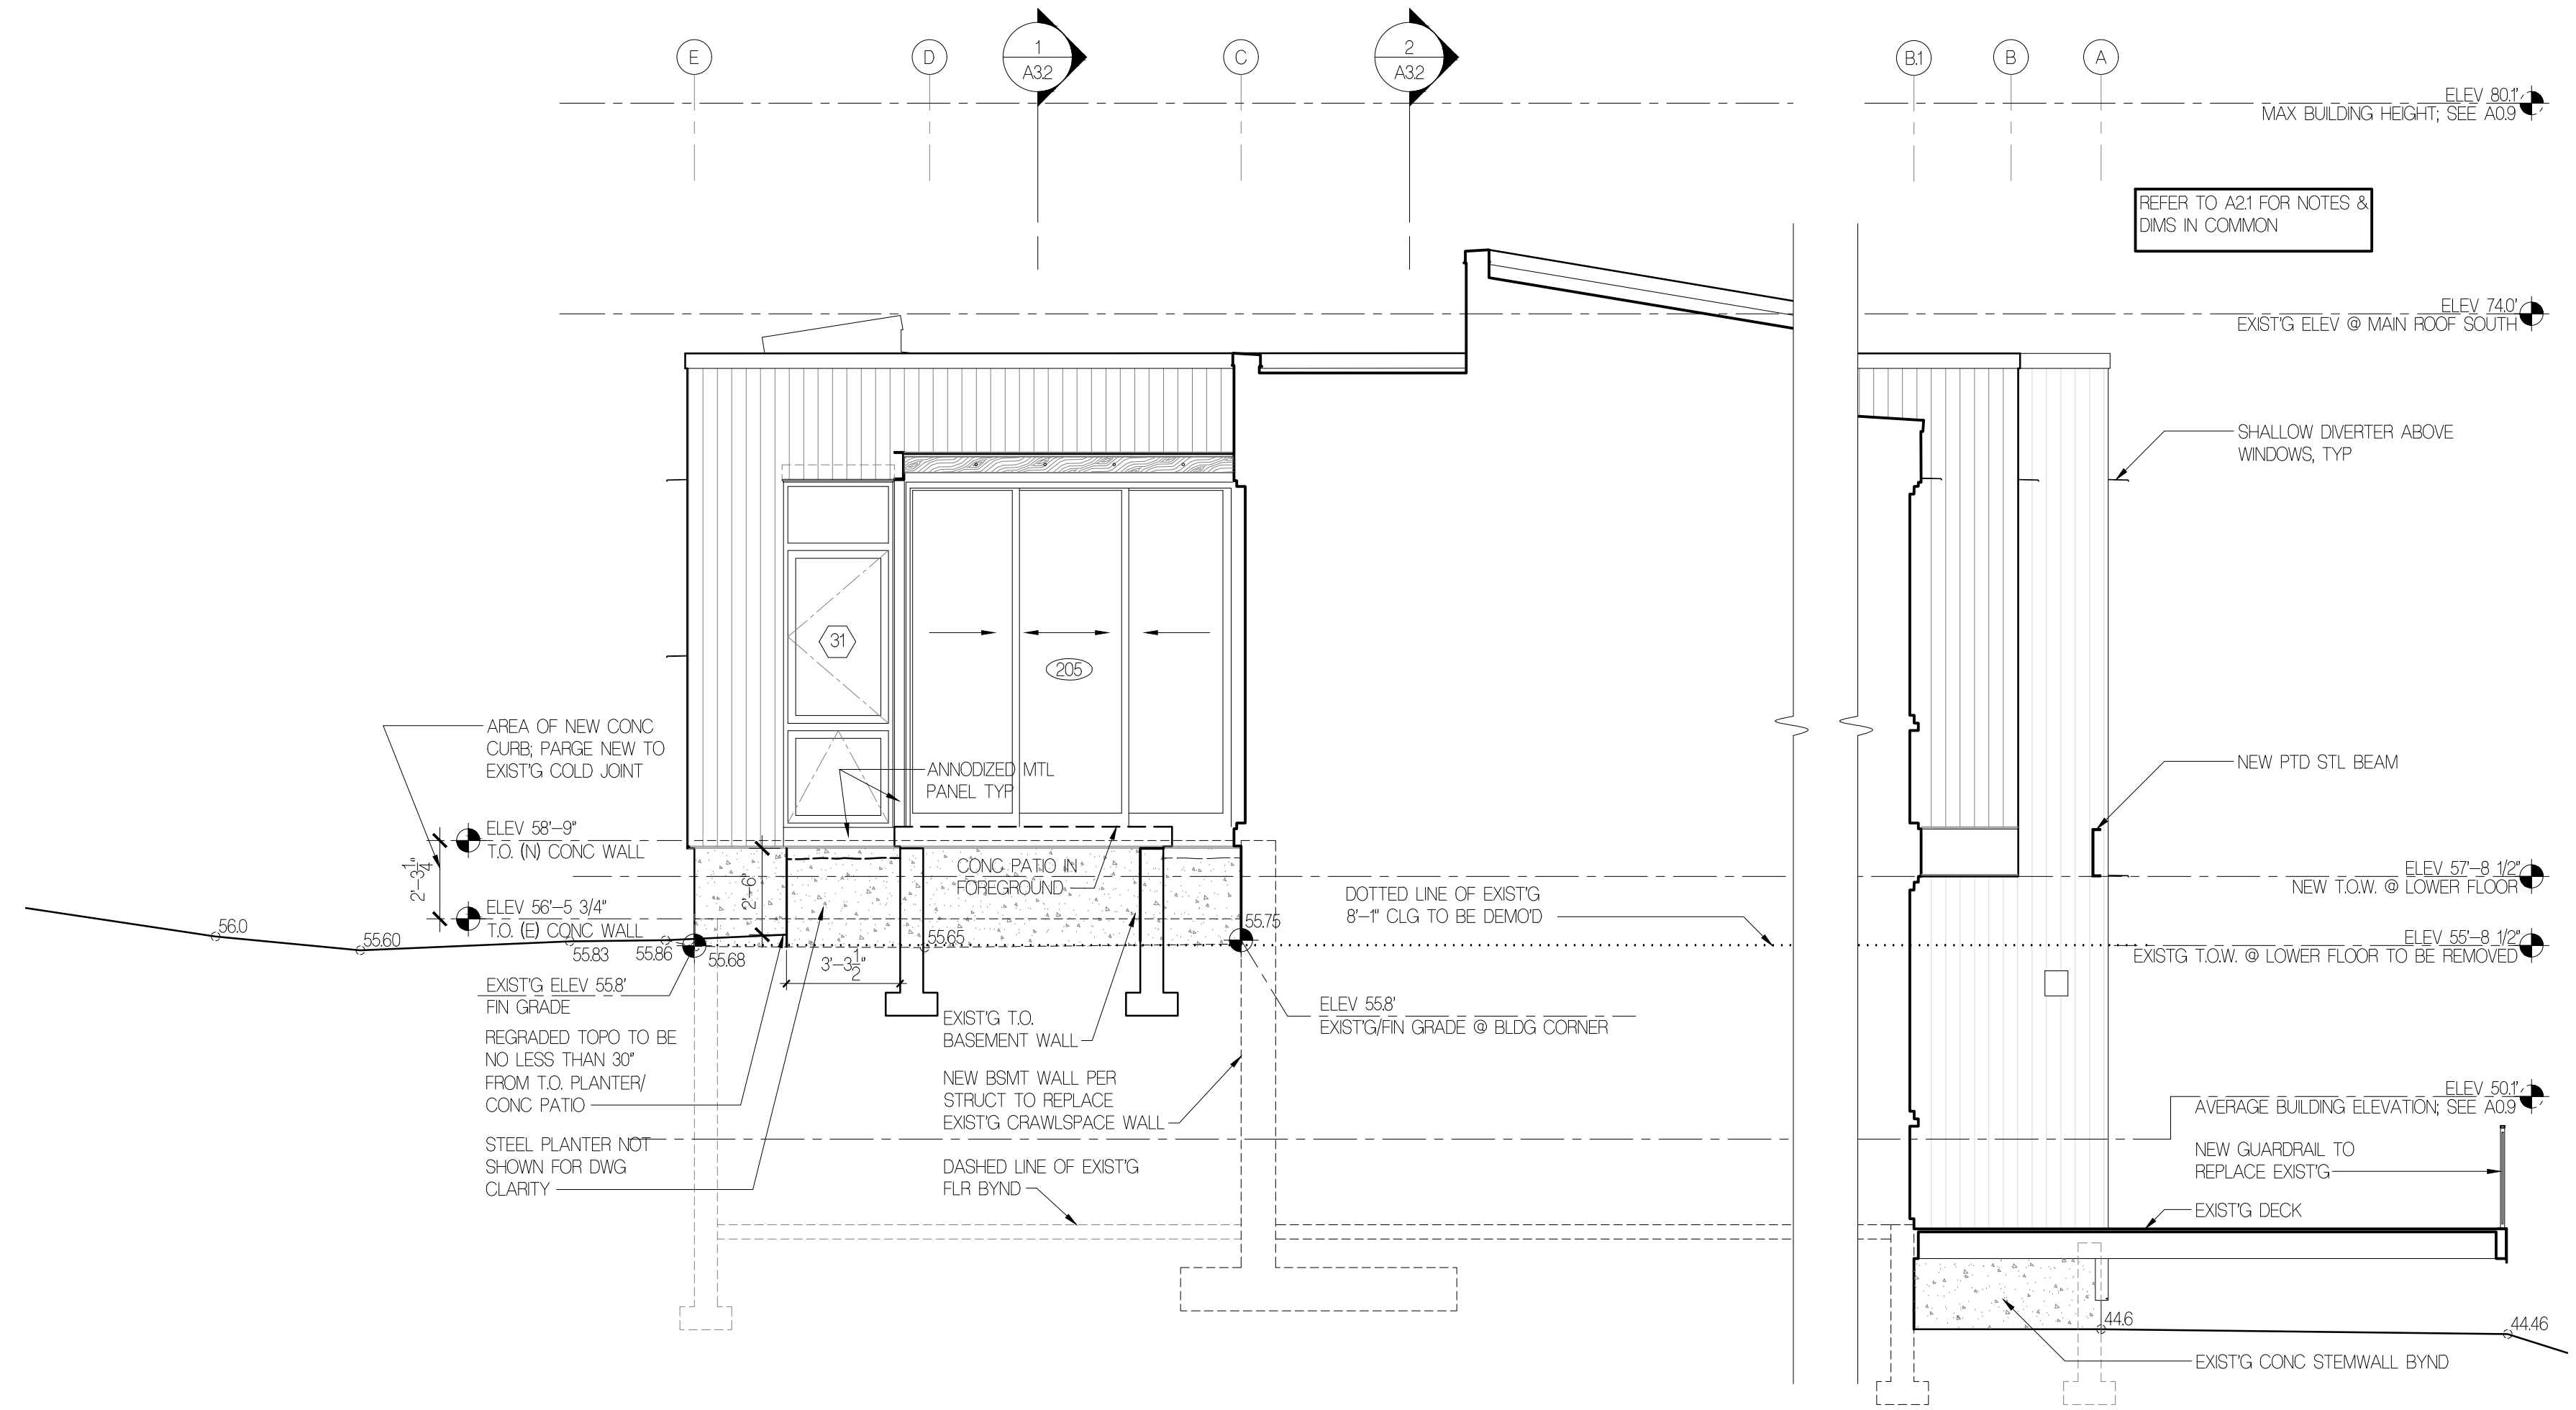 E
D
1
A3.2
C
2
A3.2
B.1
B
A
ELEV 80.1'
MAX BUILDING HEIGHT; SEE A0.9
REFER TO A2.1 FOR NOTES &
DIMS IN COMMON
ELEV 74.0'
EXIST'G ELEV @ MAIN ROOF SOUTH
SHALLOW DIVERTER ABOVE
WINDOWS, TYP
31
205
AREA OF NEW CONC
CURB; PARGE NEW TO
EXIST'G COLD JOINT
ANNODIZED MTL
PANEL TYP
NEW PTD STL BEAM
ELEV 58'-9"
T.O. (N) CONC WALL
2'-3 1/4"
ELEV 56'-5 3/4"
T.O. (E) CONC WALL
2'-6"
CONC PATIO IN
FOREGROUND
DOTTED LINE OF EXIST'G
8'-1" CLG TO BE DEMO'D
ELEV 57'-8 1/2"
NEW T.O.W. @ LOWER FLOOR
ELEV 55'-8 1/2"
EXISTG T.O.W. @ LOWER FLOOR TO BE REMOVED
56.0
55.60
55.83
55.86
55.68
55.65
55.75
3'-3 1/2"
EXIST'G ELEV 55.8'
FIN GRADE
REGRADED TOPO TO BE
NO LESS THAN 30"
FROM T.O. PLANTER/
CONC PATIO
STEEL PLANTER NOT
SHOWN FOR DWG
CLARITY
EXIST'G T.O.
BASEMENT WALL
NEW BSMT WALL PER
STRUCT TO REPLACE
EXIST'G CRAWLSPACE WALL
DASHED LINE OF EXIST'G
FLR BYND
ELEV 55.8'
EXIST'G/FIN GRADE @ BLDG CORNER
ELEV 50.1'
AVERAGE BUILDING ELEVATION; SEE A0.9
NEW GUARDRAIL TO
REPLACE EXIST'G
EXIST'G DECK
44.6
44.46
EXIST'G CONC STEMWALL BYND